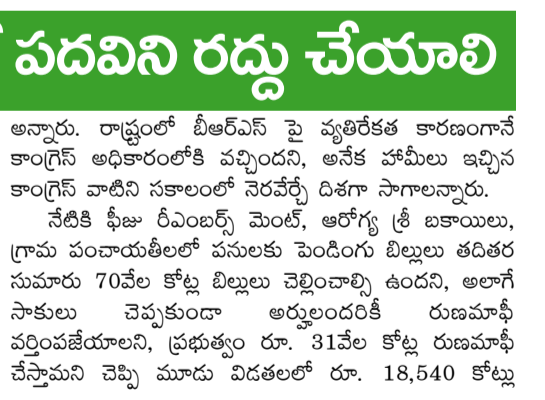 పదవిని రద్దు చేయాలి
అన్నారు. రాష్ట్రంలో బీఆర్ఎస్ పై వ్యతిరేకత కారణంగానే
కాంగ్రెస్ అధికారంలోకి వచ్చిందని, అనేక హామీలు ఇచ్చిన
కాంగ్రెస్ వాటిని సకాలంలో నెరవేర్చే దిశగా సాగాలన్నారు.
నేటికి ఫీజు రీఎంబర్స్ మెంట్, ఆరోగ్య శ్రీ బకాయిలు,
గ్రామ పంచాయతీలలో పనులకు పెండింగు బిల్లులు తదితర
సుమారు 70వేల కోట్ల బిల్లులు చెల్లించాల్సి ఉందని, అలాగే
సాకులు చెప్పకుండా అర్హులందరికీ రుణమాఫీ
వర్తింపజేయాలని, ప్రభుత్వం రూ. 31వేల కోట్ల రుణమాఫీ
చేస్తామని చెప్పి మూడు విడతలలో రూ. 18,540 కోట్లు